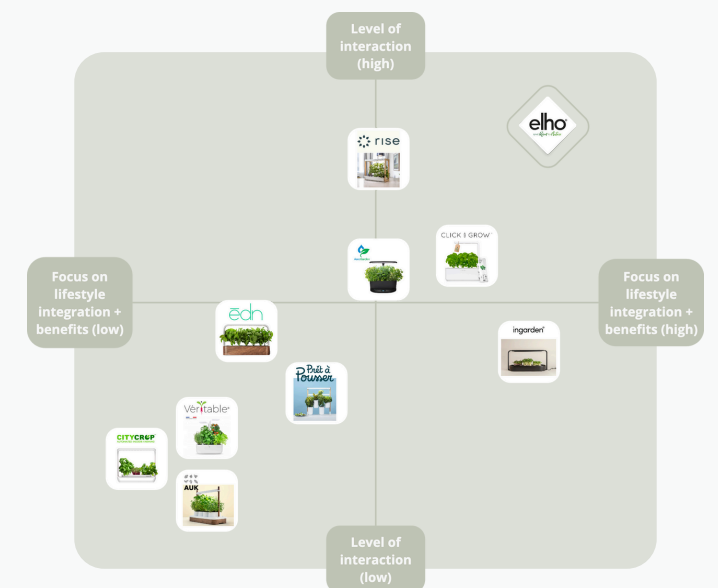 Level of
interaction
(high)
elho
rise
CLICK & GROW
Focus on
lifestyle
integration +
benefits (low)
Focus on
lifestyle
integration +
benefits (high)
ēdn
ingarden
Prêt à
Pousser
Véritable
CITYCROP
AUK
Level of
interaction
(low)